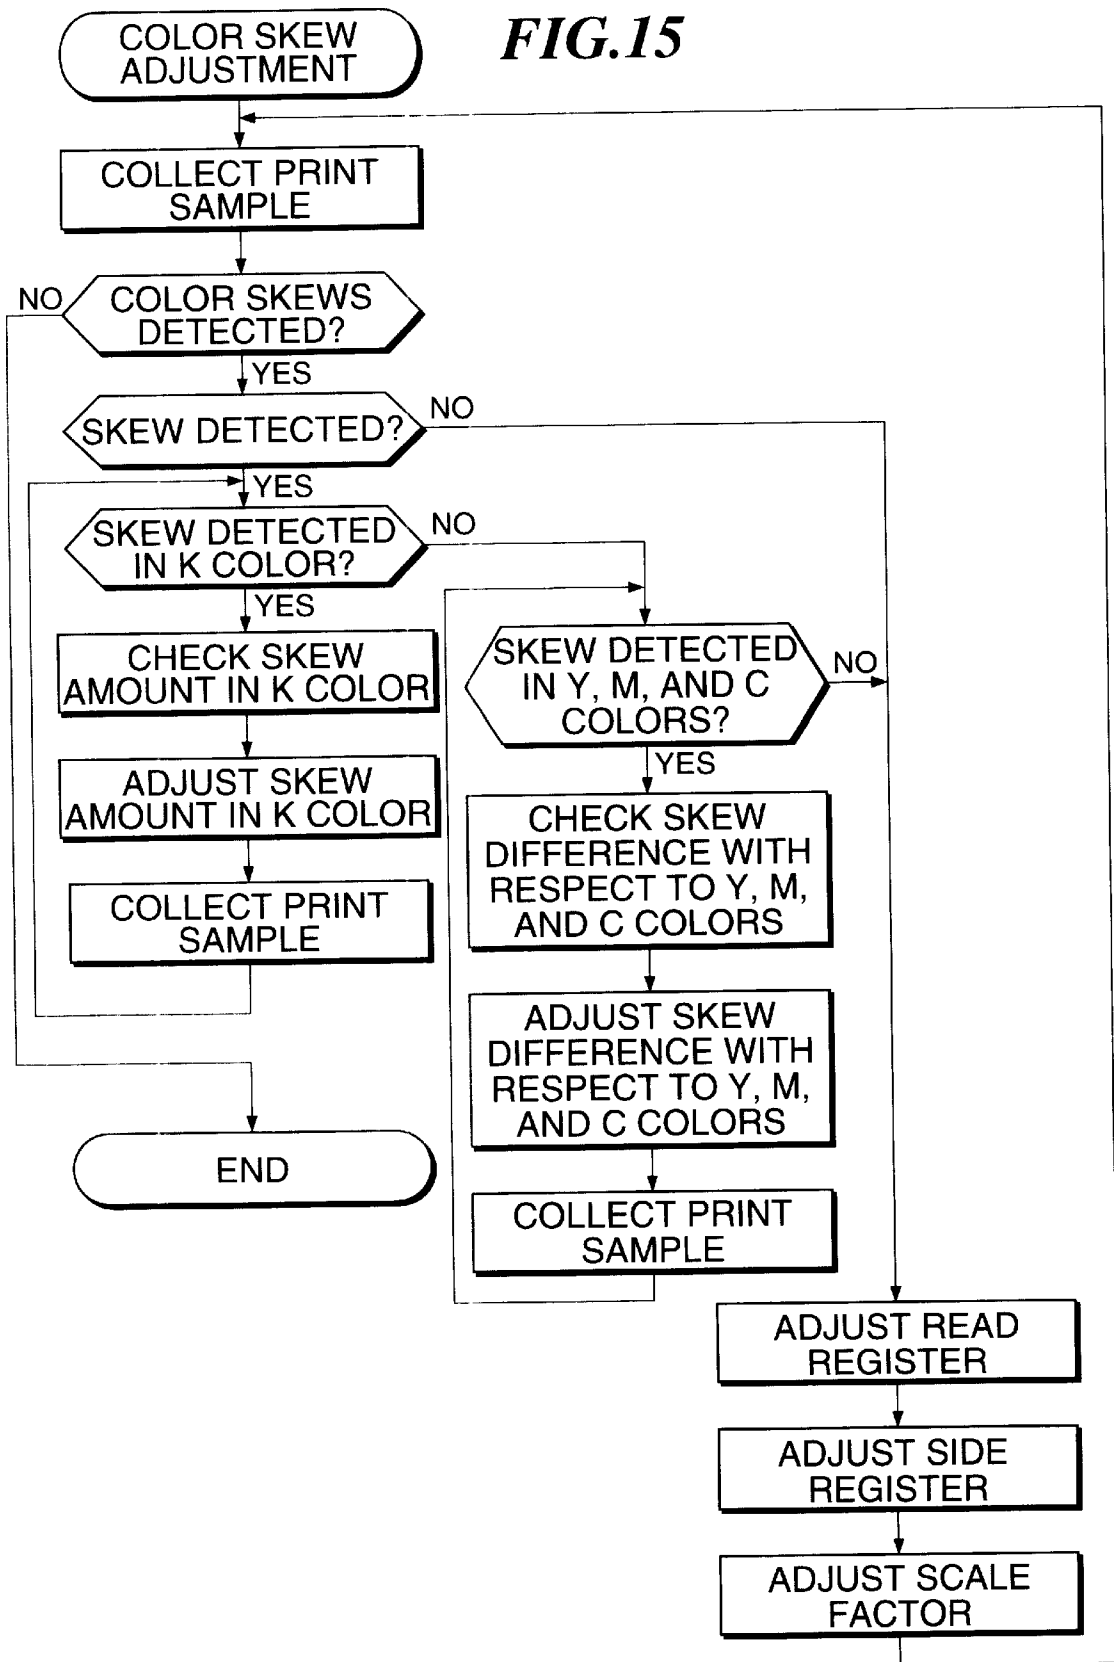 FIG.15
COLOR SKEW
ADJUSTMENT
COLLECT PRINT
SAMPLE
COLOR SKEWS
DETECTED?
NO
YES
SKEW DETECTED?
NO
YES
SKEW DETECTED
IN K COLOR?
NO
YES
CHECK SKEW
AMOUNT IN K COLOR
ADJUST SKEW
AMOUNT IN K COLOR
COLLECT PRINT
SAMPLE
END
SKEW DETECTED
IN Y, M, AND C
COLORS?
NO
YES
CHECK SKEW
DIFFERENCE WITH
RESPECT TO Y, M,
AND C COLORS
ADJUST SKEW
DIFFERENCE WITH
RESPECT TO Y, M,
AND C COLORS
COLLECT PRINT
SAMPLE
ADJUST READ
REGISTER
ADJUST SIDE
REGISTER
ADJUST SCALE
FACTOR